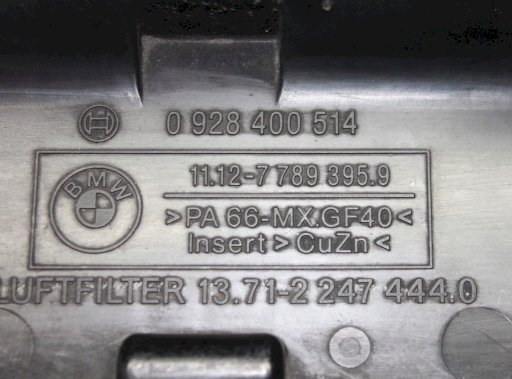 0 928 400 514
BMW
11.12-7 789 395.9
>PA 66-MX.GF40<
Insert >CuZn<
LUFTFILTER 13.71-2 247 444.0